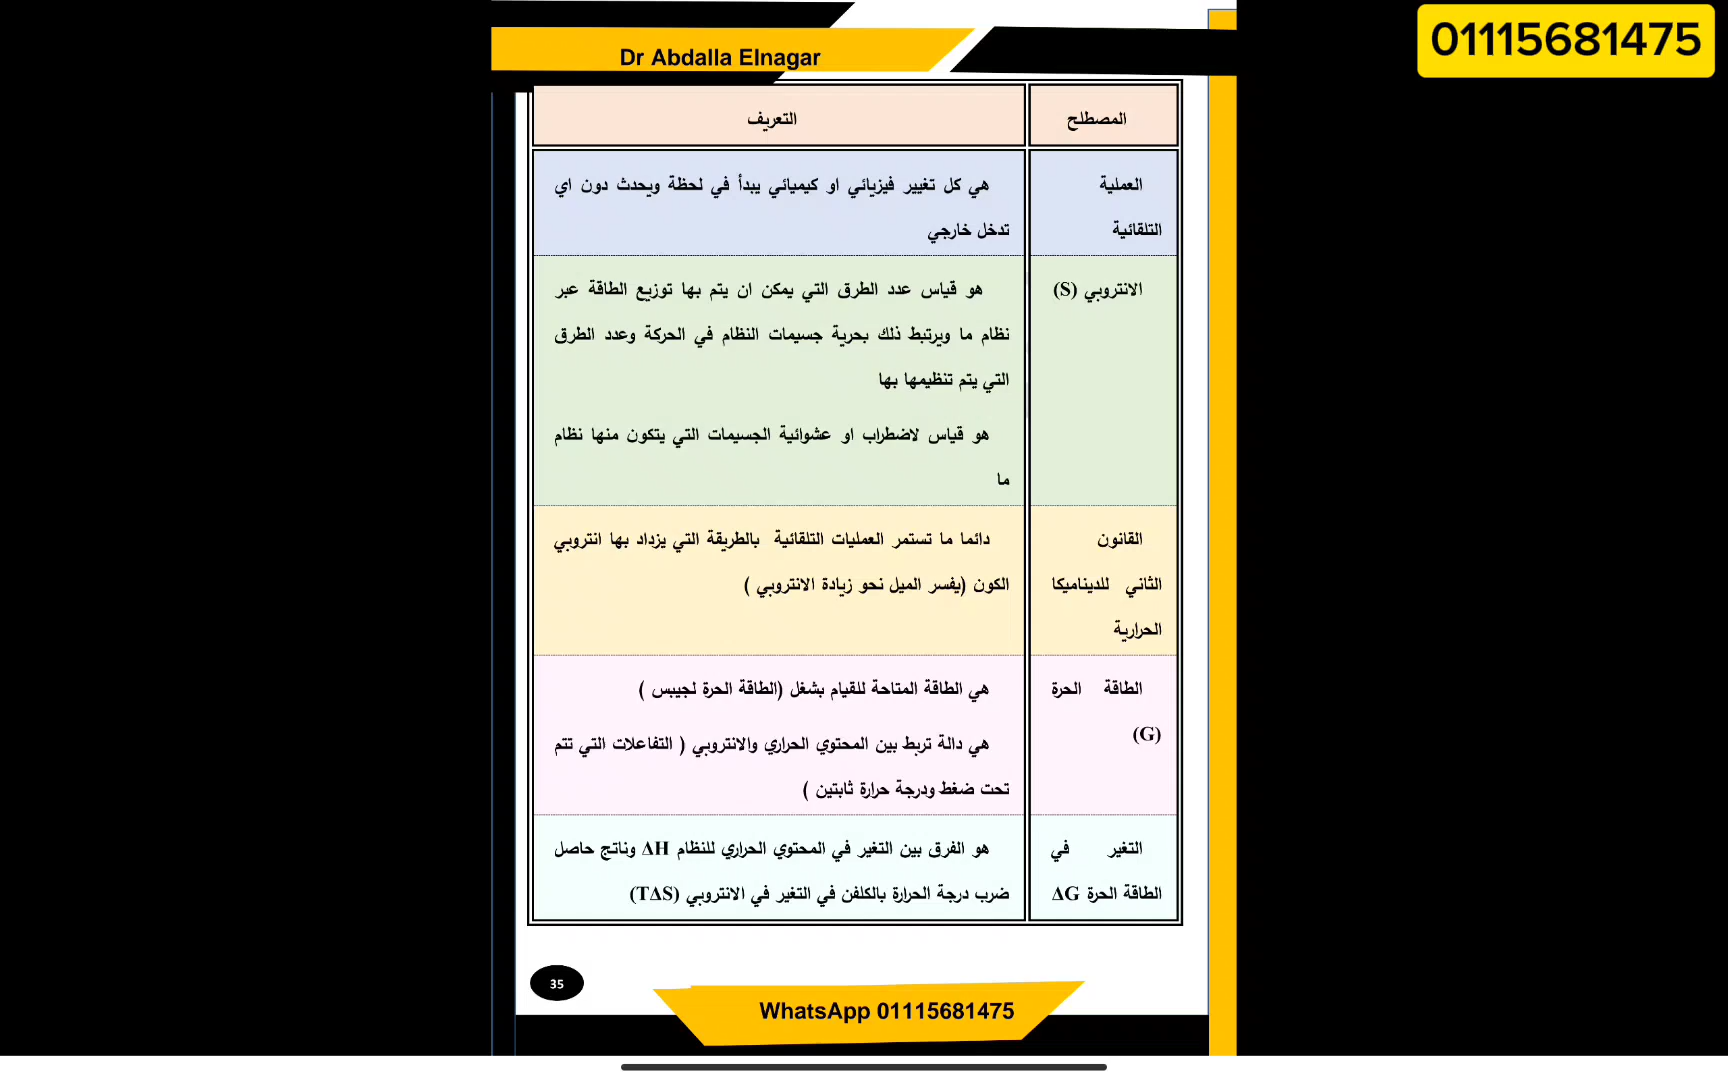 01115681475
Dr Abdalla Elnagar
المصطلح
التعريف
العملية
التلقائية
هي كل تغيير فيزيائي او كيميائي يبدأ في لحظة ويحدث دون اي
تدخل خارجي
الانتروبي (S)
هو قياس عدد الطرق التي يمكن ان يتم بها توزيع الطاقة عبر
نظام ما ويرتبط ذلك بحرية جسيمات النظام في الحركة وعدد الطرق
التي يتم تنظيمها بها
هو قياس لاضطراب او عشوائية الجسيمات التي يتكون منها نظام
ما
القانون
الثاني للديناميكا
الحرارية
دائما ما تستمر العمليات التلقائية بالطريقة التي يزداد بها انتروبي
الكون (يفسر الميل نحو زيادة الانتروبي )
الطاقة الحرة
(G)
هي الطاقة المتاحة للقيام بشغل (الطاقة الحرة لجيبس )
هي دالة تربط بين المحتوي الحراري والانتروبي ( التفاعلات التي تتم
تحت ضغط ودرجة حرارة ثابتين )
التغير في
الطاقة الحرة ΔG
هو الفرق بين التغير في المحتوي الحراري للنظام ΔH وناتج حاصل
ضرب درجة الحرارة بالكلفن في التغير في الانتروبي (TΔS)
35
WhatsApp 01115681475